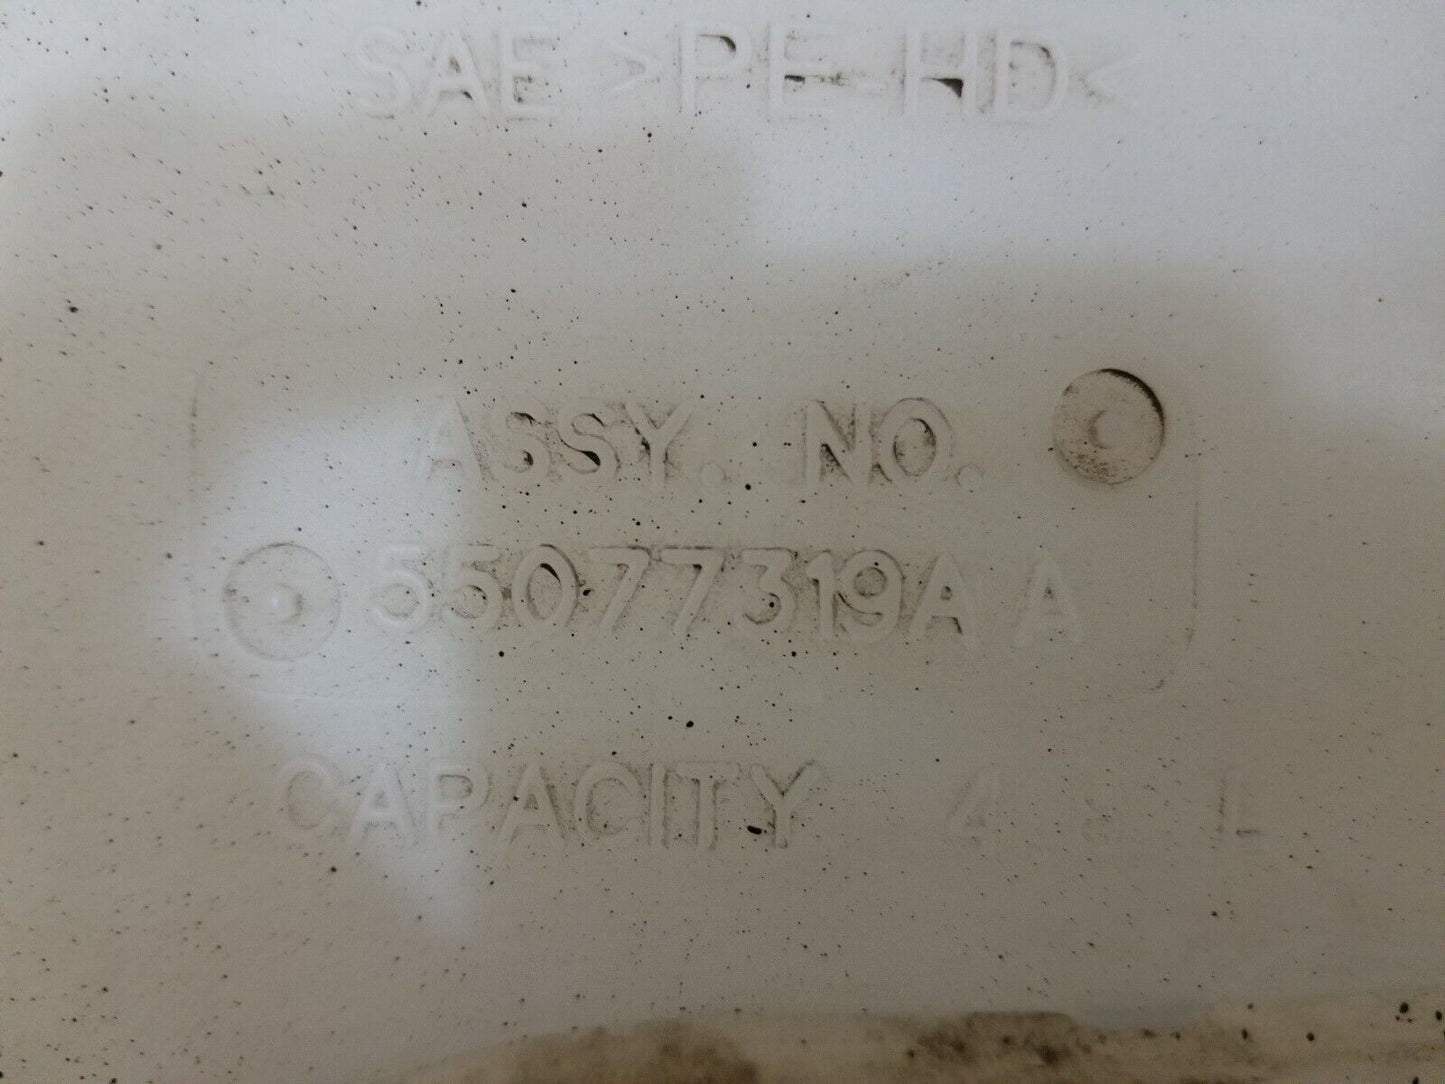 SAE >PE-HD<
ASSY. NO.
55077319A A
CAPACITY 4 L